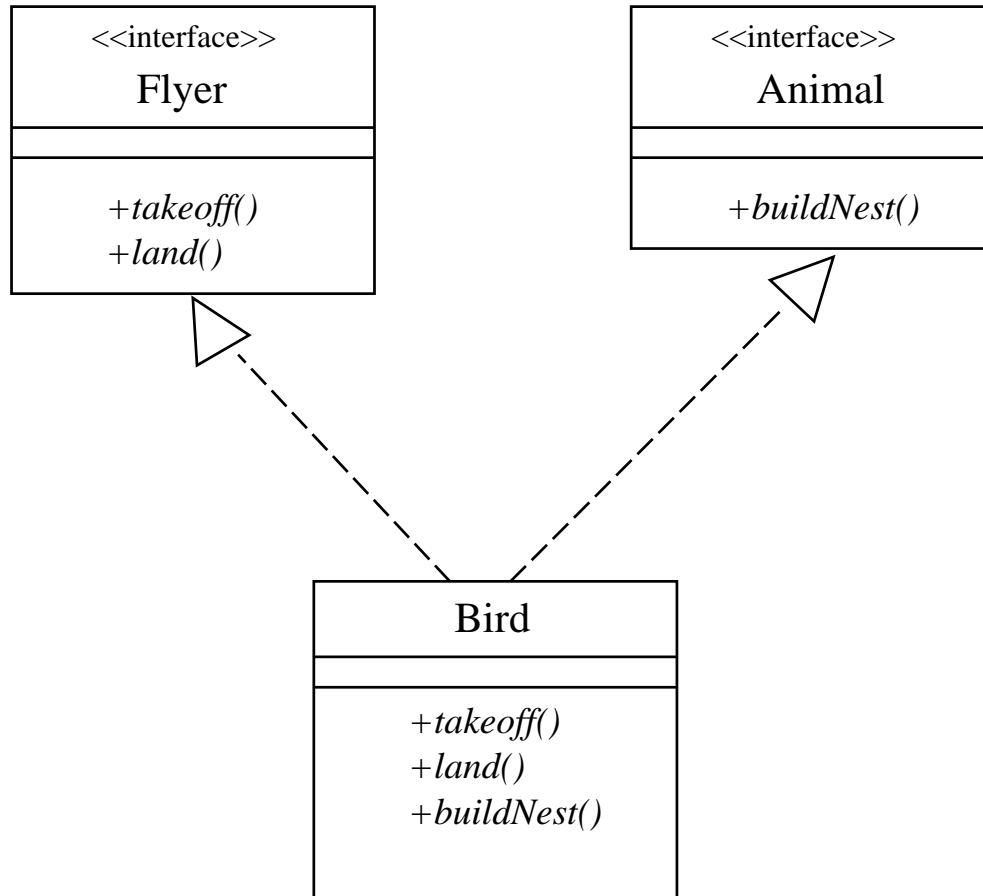 <<interface>>
Flyer
+takeoff()
+land()
<<interface>>
Animal
+buildNest()
Bird
+takeoff()
+land()
+buildNest()